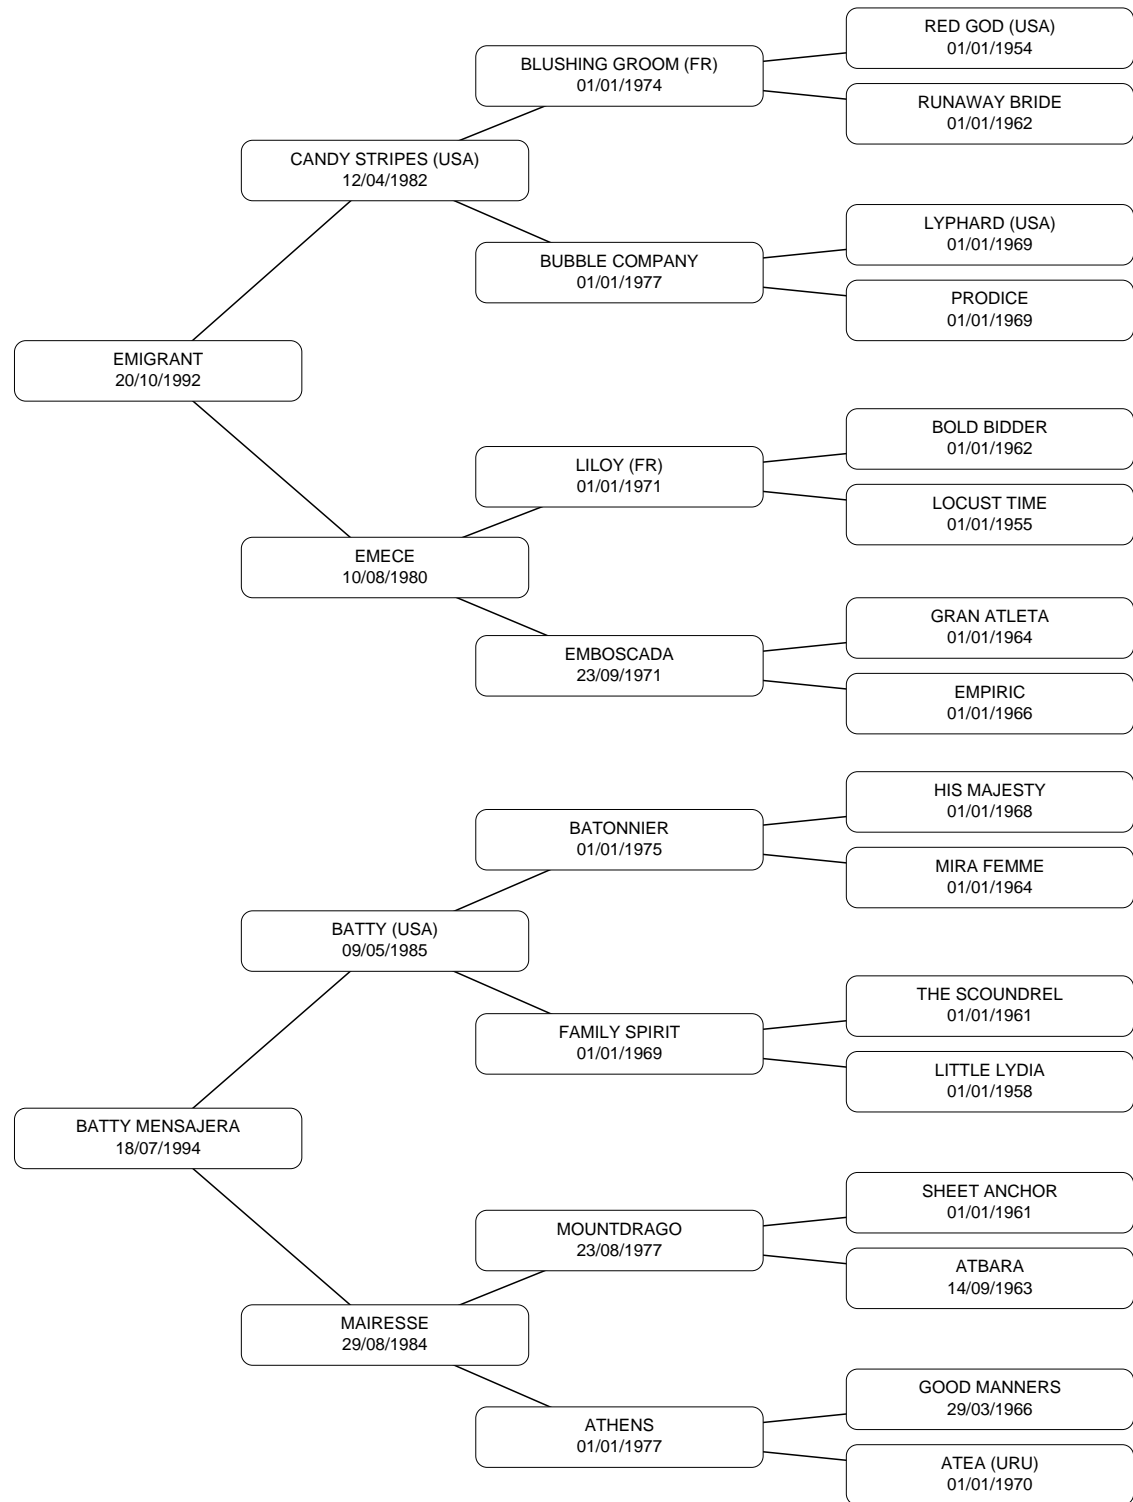 RED GOD (USA)
01/01/1954
BLUSHING GROOM (FR)
01/01/1974
RUNAWAY BRIDE
01/01/1962
CANDY STRIPES (USA)
12/04/1982
LYPHARD (USA)
01/01/1969
BUBBLE COMPANY
01/01/1977
PRODICE
01/01/1969
EMIGRANT
20/10/1992
BOLD BIDDER
01/01/1962
LILOY (FR)
01/01/1971
LOCUST TIME
01/01/1955
EMECE
10/08/1980
GRAN ATLETA
01/01/1964
EMBOSCADA
23/09/1971
EMPIRIC
01/01/1966
HIS MAJESTY
01/01/1968
BATONNIER
01/01/1975
MIRA FEMME
01/01/1964
BATTY (USA)
09/05/1985
THE SCOUNDREL
01/01/1961
FAMILY SPIRIT
01/01/1969
LITTLE LYDIA
01/01/1958
BATTY MENSAJERA
18/07/1994
SHEET ANCHOR
01/01/1961
MOUNTDRAGO
23/08/1977
ATBARA
14/09/1963
MAIRESSE
29/08/1984
GOOD MANNERS
29/03/1966
ATHENS
01/01/1977
ATEA (URU)
01/01/1970